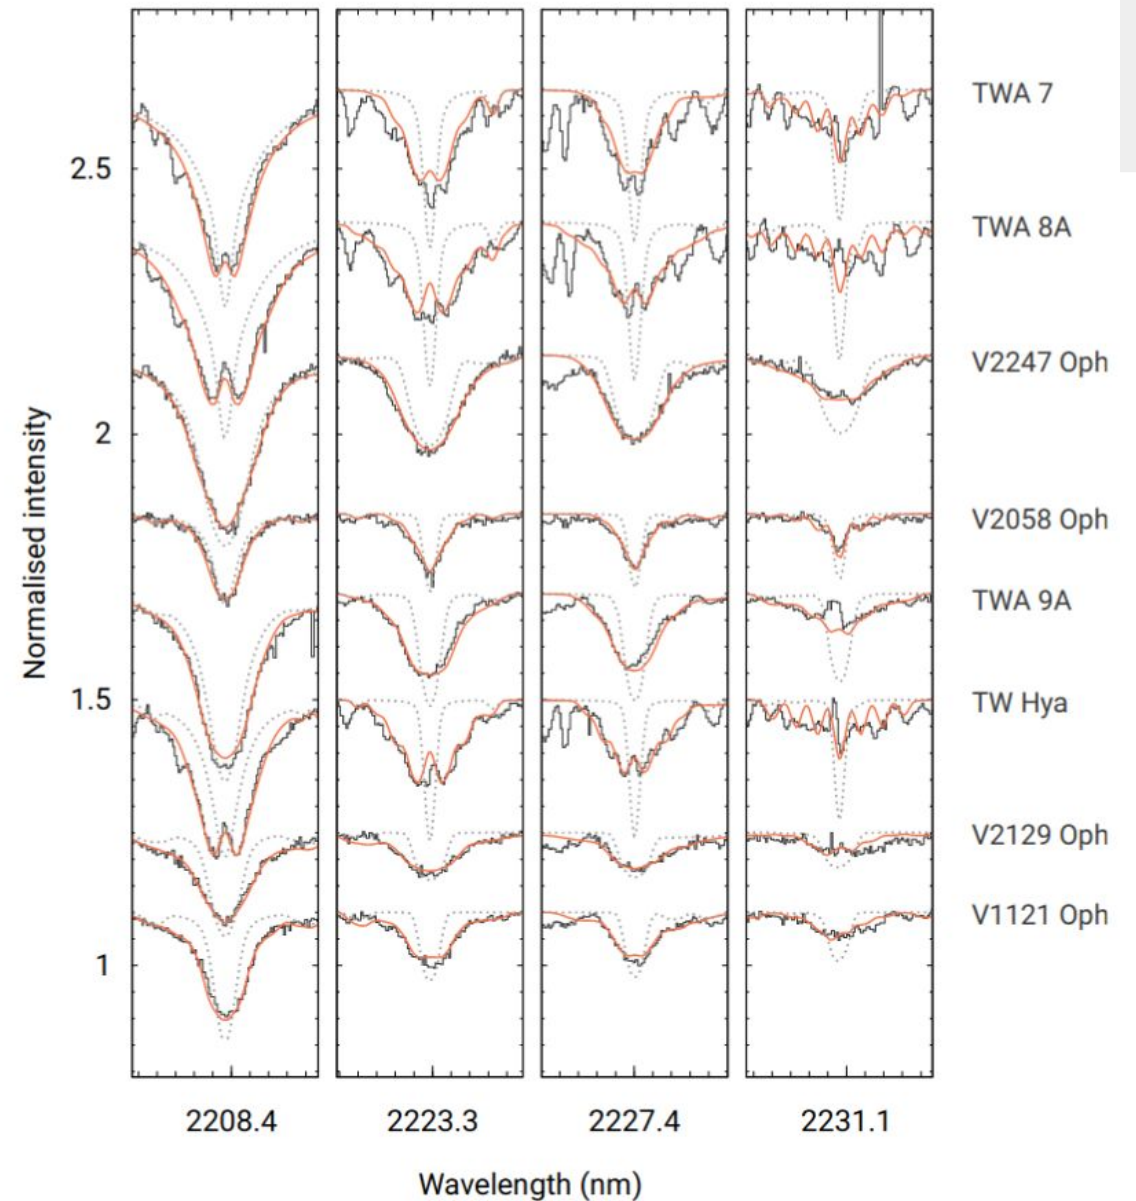 TWA 7
2.5
TWA 8A
V2247 Oph
2
V2058 Oph
TWA 9A
Normalised intensity
1.5
TW Hya
V2129 Oph
V1121 Oph
1
2208.4 2223.3 2227.4 2231.1
Wavelength (nm)